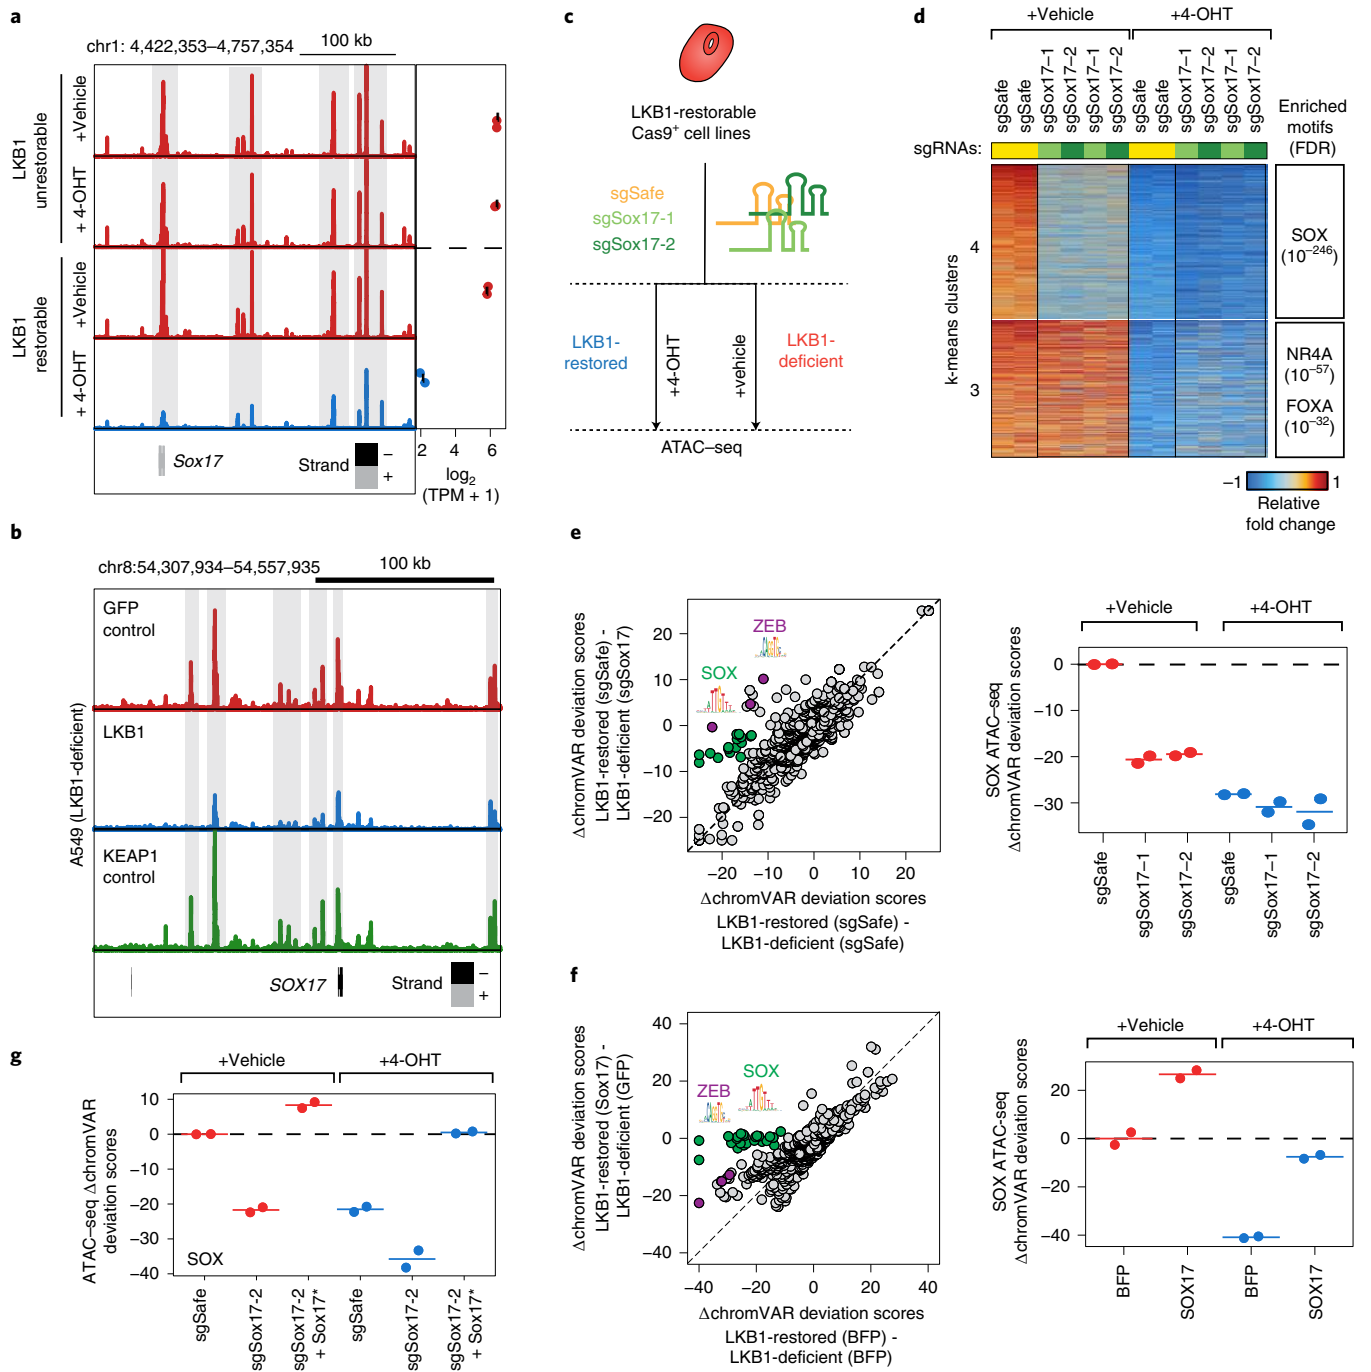 a
chr1: 4,422,353–4,757,354
100 kb
LKB1
unrestorable
+Vehicle
+ 4-OHT
LKB1
restorable
+Vehicle
+ 4-OHT
Sox17
Strand
–
+
2 4 6
log2
(TPM + 1)
b
chr8:54,307,934–54,557,935
100 kb
A549 (LKB1-deficient)
GFP
control
LKB1
KEAP1
control
SOX17
Strand
–
+
c
LKB1-restorable
Cas9+ cell lines
sgSafe
sgSox17-1
sgSox17-2
LKB1-
restored
+4-OHT
+vehicle
LKB1-
deficient
ATAC–seq
d
+Vehicle
+4-OHT
sgSafe
sgSafe
sgSox17-1
sgSox17-2
sgSox17-1
sgSox17-2
sgSafe
sgSafe
sgSox17-1
sgSox17-2
sgSox17-1
sgSox17-2
Enriched
motifs
(FDR)
sgRNAs:
k-means clusters
4
3
SOX
(10–246)
NR4A
(10–57)
FOXA
(10–32)
–1
1
Relative
fold change
e
ΔchromVAR deviation scores
LKB1-restored (sgSafe) -
LKB1-deficient (sgSox17)
20
10
0
–10
–20
ZEB
SOX
–20 –10 0 10 20
ΔchromVAR deviation scores
LKB1-restored (sgSafe) -
LKB1-deficient (sgSafe)
+Vehicle
+4-OHT
SOX ATAC–seq
ΔchromVAR deviation scores
0
–10
–20
–30
sgSafe
sgSox17–1
sgSox17–2
sgSafe
sgSox17–1
sgSox17–2
f
ΔchromVAR deviation scores
LKB1-restored (Sox17) -
LKB1-deficient (GFP)
40
20
0
–20
–40
ZEB
SOX
–40 –20 0 20 40
ΔchromVAR deviation scores
LKB1-restored (BFP) -
LKB1-deficient (BFP)
+Vehicle
+4-OHT
SOX ATAC-seq
ΔchromVAR deviation scores
20
0
–20
–40
BFP
SOX17
BFP
SOX17
g
+Vehicle
+4-OHT
ATAC–seq ΔchromVAR
deviation scores
10
0
–10
–20
–30
–40
SOX
sgSafe
sgSox17-2
sgSox17-2
+ Sox17*
sgSafe
sgSox17-2
sgSox17-2
+ Sox17*